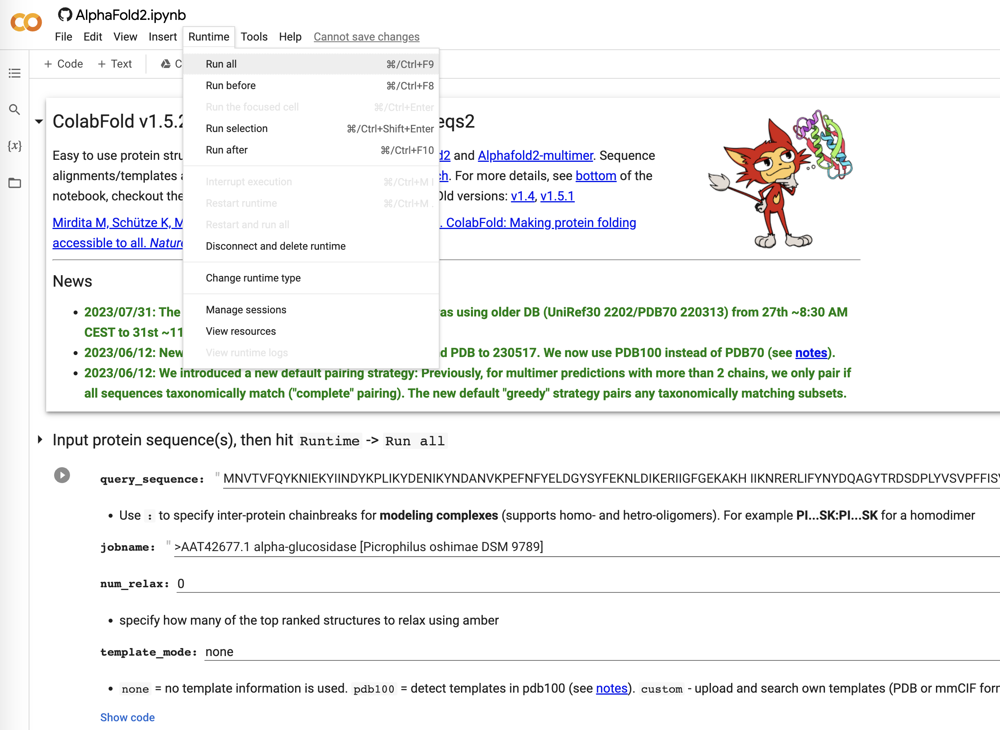 AlphaFold2.ipynb
File Edit View Insert Runtime Tools Help Cannot save changes
+ Code + Text C
Run all ⌘/Ctrl+F9
Run before ⌘/Ctrl+F8
Run the focused cell ⌘/Ctrl+Enter
Run selection ⌘/Ctrl+Shift+Enter
Run after ⌘/Ctrl+F10
Interrupt execution ⌘/Ctrl+M I
Restart runtime ⌘/Ctrl+M .
Restart and run all
Disconnect and delete runtime
Change runtime type
Manage sessions
View resources
View runtime logs
{x}
ColabFold v1.5.2 eqs2
Easy to use protein stru d2 and Alphafold2-multimer. Sequence
alignments/templates ch. For more details, see bottom of the
notebook, checkout the Old versions: v1.4, v1.5.1
Mirdita M, Schütze K, M . ColabFold: Making protein folding
accessible to all. Nature
News
• 2023/07/31: The as using older DB (UniRef30 2202/PDB70 220313) from 27th ~8:30 AM
CEST to 31st ~11
• 2023/06/12: New d PDB to 230517. We now use PDB100 instead of PDB70 (see notes).
• 2023/06/12: We introduced a new default pairing strategy: Previously, for multimer predictions with more than 2 chains, we only pair if
all sequences taxonomically match ("complete" pairing). The new default "greedy" strategy pairs any taxonomically matching subsets.
Input protein sequence(s), then hit Runtime -> Run all
query_sequence: " MNVTVFQYKNIEKYIINDYKPLIKYDENIKYNDANVKPEFNFYELDGYSYFEKNLDIKERIIGFGEKAKH IIKNRERLIFYNYDQAGYTRDSDPLYVSVPFFISV
• Use : to specify inter-protein chainbreaks for modeling complexes (supports homo- and hetro-oligomers). For example PI...SK:PI...SK for a homodimer
jobname: " >AAT42677.1 alpha-glucosidase [Picrophilus oshimae DSM 9789]
num_relax: 0
• specify how many of the top ranked structures to relax using amber
template_mode: none
• none = no template information is used. pdb100 = detect templates in pdb100 (see notes). custom - upload and search own templates (PDB or mmCIF forr
Show code